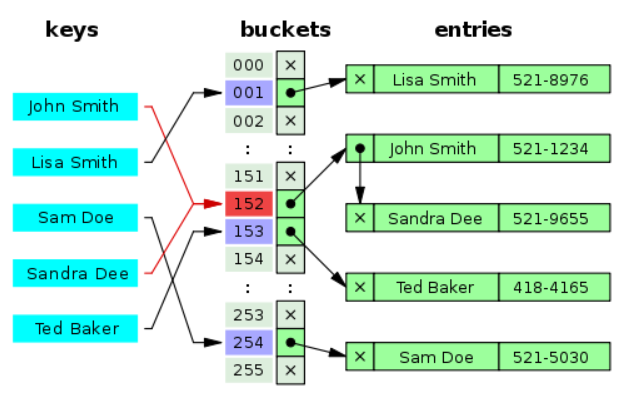 keys buckets entries
000 ×
× Lisa Smith 521-8976
001
John Smith
002 ×
: :
× John Smith 521-1234
Lisa Smith
151 ×
152
Sam Doe
× Sandra Dee 521-9655
153
154 ×
Sandra Dee
: :
× Ted Baker 418-4165
253 ×
Ted Baker
254
× Sam Doe 521-5030
255 ×